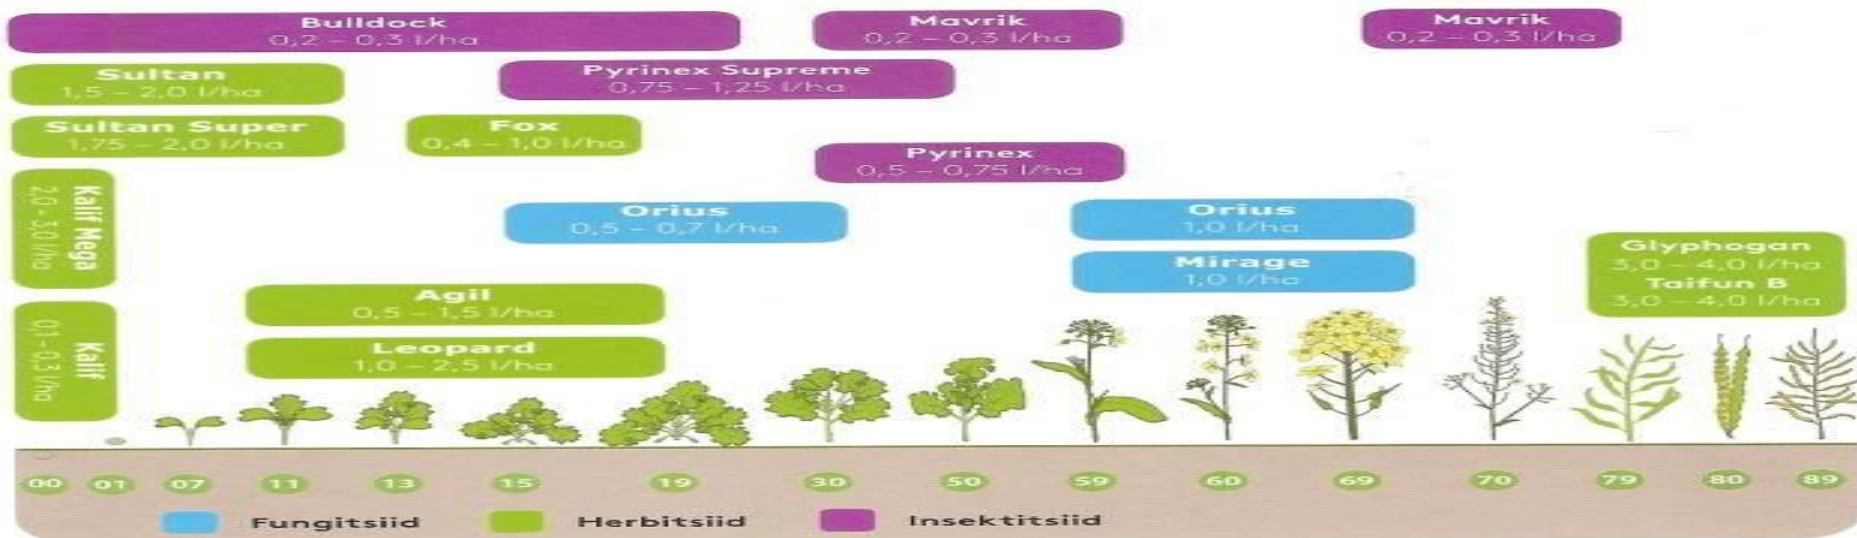 Bulldock
0,2 – 0,3 l/ha
Mavrik
0,2 – 0,3 l/ha
Mavrik
0,2 – 0,3 l/ha
Sultan
1,5 – 2,0 l/ha
Pyrinex Supreme
0,75 – 1,25 l/ha
Sultan Super
1,75 – 2,0 l/ha
Fox
0,4 – 1,0 l/ha
Pyrinex
0,5 – 0,75 l/ha
Kalif Mega
2,0 – 3,0 l/ha
Orius
0,5 – 0,7 l/ha
Orius
1,0 l/ha
Mirage
1,0 l/ha
Glyphogan
3,0 – 4,0 l/ha
Taifun B
3,0 – 4,0 l/ha
Agil
0,5 – 1,5 l/ha
Kalif
0,1 – 0,3 l/ha
Leopard
1,0 – 2,5 l/ha
00 01 07 11 13 15 19 30 50 59 60 69 70 79 80 89
Fungitsiid Herbitsiid Insektitsiid